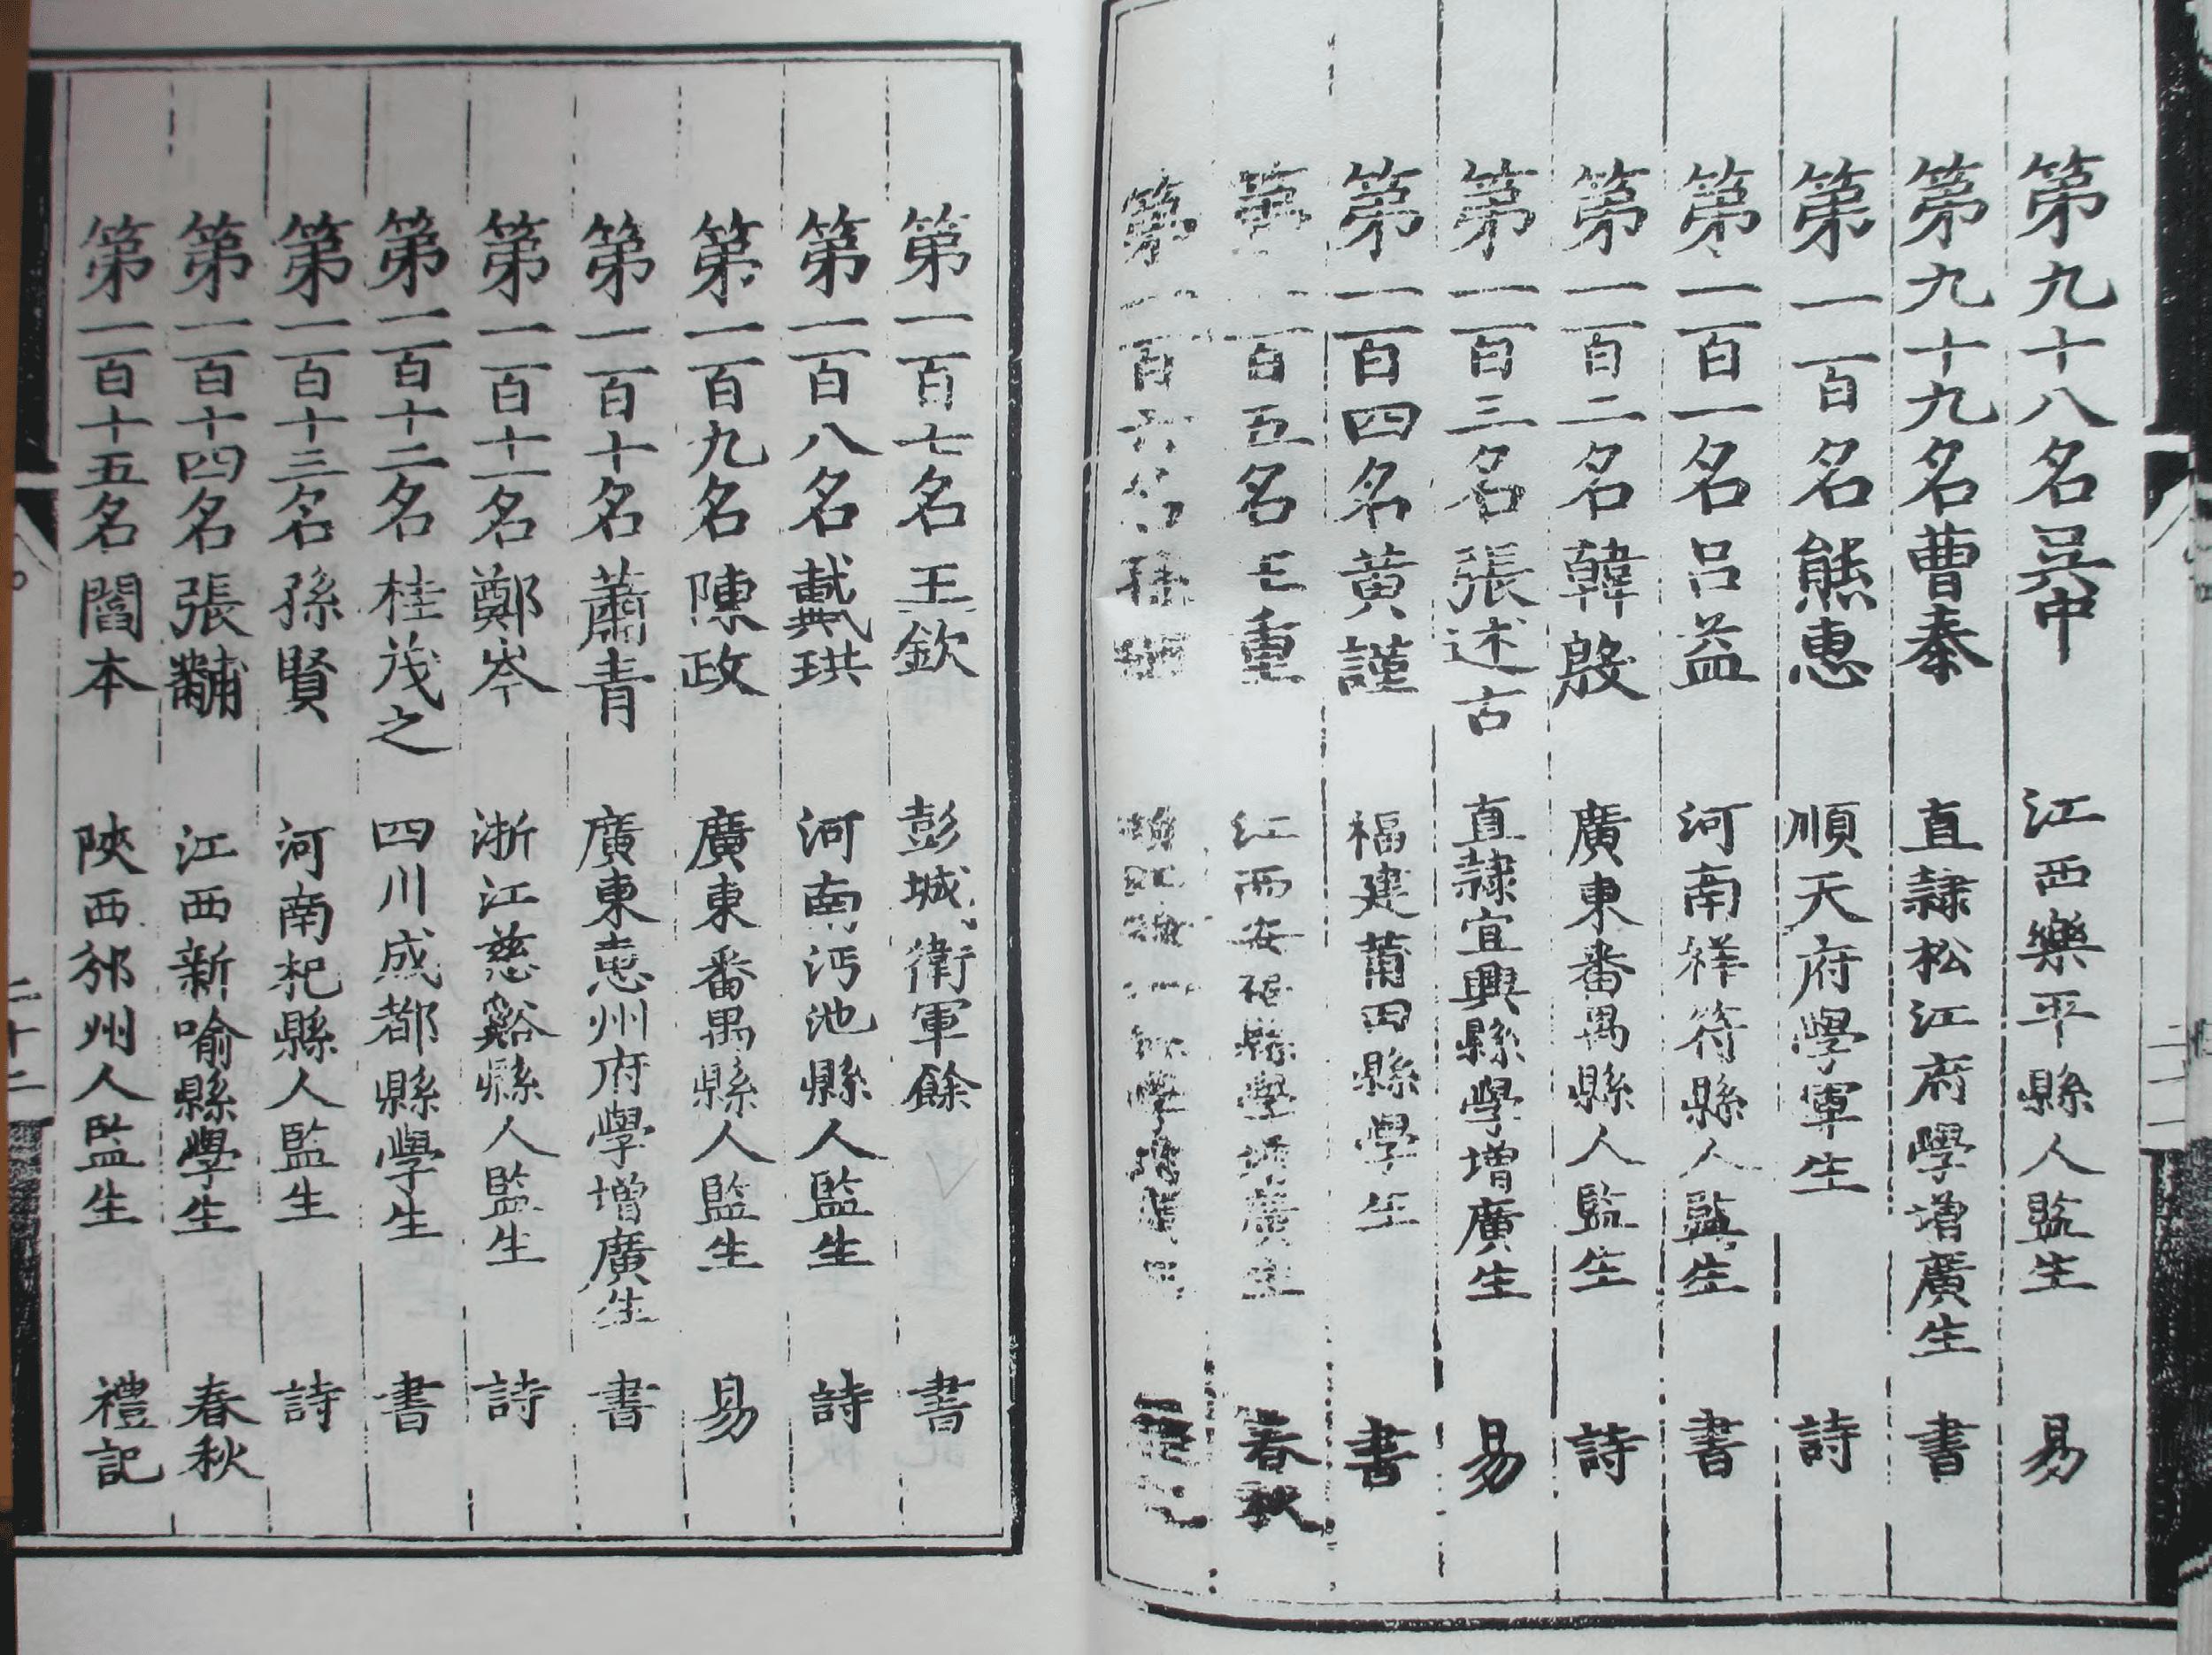 第九十八名吳中 江西樂平縣人監生 易
第九十九名曹泰 直隸松江府學增廣生 書
第一百名熊惠 順天府學軍生 詩
第一百一名呂益 河南祥符縣人監生 書
第一百二名韓殷 廣東番禺縣人監生 詩
第一百三名張述古 直隸宜興縣學增廣生 易
第一百四名黄謹 福建莆田縣學生 書
第一百五名王重 江西安福縣學增廣生 春秋
第一百六名孫
第一百七名王欽 彭城衛軍餘 書
第一百八名戴珙 河南沔池縣人監生 詩
第一百九名陳政 廣東番禺縣人監生 易
第一百十名蕭青 廣東惠州府學增廣生 書
第一百十一名鄭岑 浙江慈谿縣人監生 詩
第一百十二名桂茂之 四川成都縣學生 書
第一百十三名孫賢 河南杞縣人監生 詩
第一百十四名張黼 江西新喻縣學生 春秋
第一百十五名閻本 陝西邠州人監生 禮記
二十二